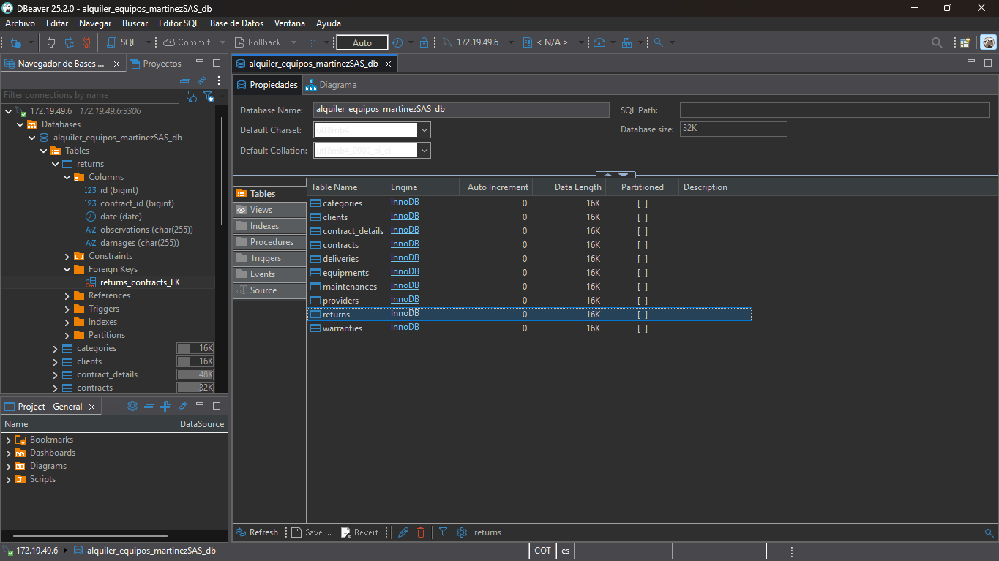 DBeaver 25.2.0 - alquiler_equipos_martinezSAS_db
Archivo Editar Navegar Buscar Editor SQL Base de Datos Ventana Ayuda
SQL Commit Rollback T Auto 172.19.49.6 < N/A >
Navegador de Bases ... Proyectos
Filter connections by name
172.19.49.6 172.19.49.6:3306
Databases
alquiler_equipos_martinezSAS_db
Tables
returns
Columns
123 id (bigint)
123 contract_id (bigint)
date (date)
A-Z observations (char(255))
A-Z damages (char(255))
Constraints
Foreign Keys
returns_contracts_FK
References
Triggers
Indexes
Partitions
categories 16K
clients 16K
contract_details 48K
contracts 32K
Project - General
Name DataSource
Bookmarks
Dashboards
Diagrams
Scripts
alquiler_equipos_martinezSAS_db
Propiedades Diagrama
Database Name: alquiler_equipos_martinezSAS_db SQL Path:
Default Charset: utf8mb4 Database size: 32K
Default Collation: utf8mb4_0900_ai_ci
Tables
Views
Indexes
Procedures
Triggers
Events
Source
Table Name Engine Auto Increment Data Length Partitioned Description
categories InnoDB 0 16K [ ]
clients InnoDB 0 16K [ ]
contract_details InnoDB 0 16K [ ]
contracts InnoDB 0 16K [ ]
deliveries InnoDB 0 16K [ ]
equipments InnoDB 0 16K [ ]
maintenances InnoDB 0 16K [ ]
providers InnoDB 0 16K [ ]
returns InnoDB 0 16K [ ]
warranties InnoDB 0 16K [ ]
Refresh Save ... Revert returns
172.19.49.6 alquiler_equipos_martinezSAS_db COT es